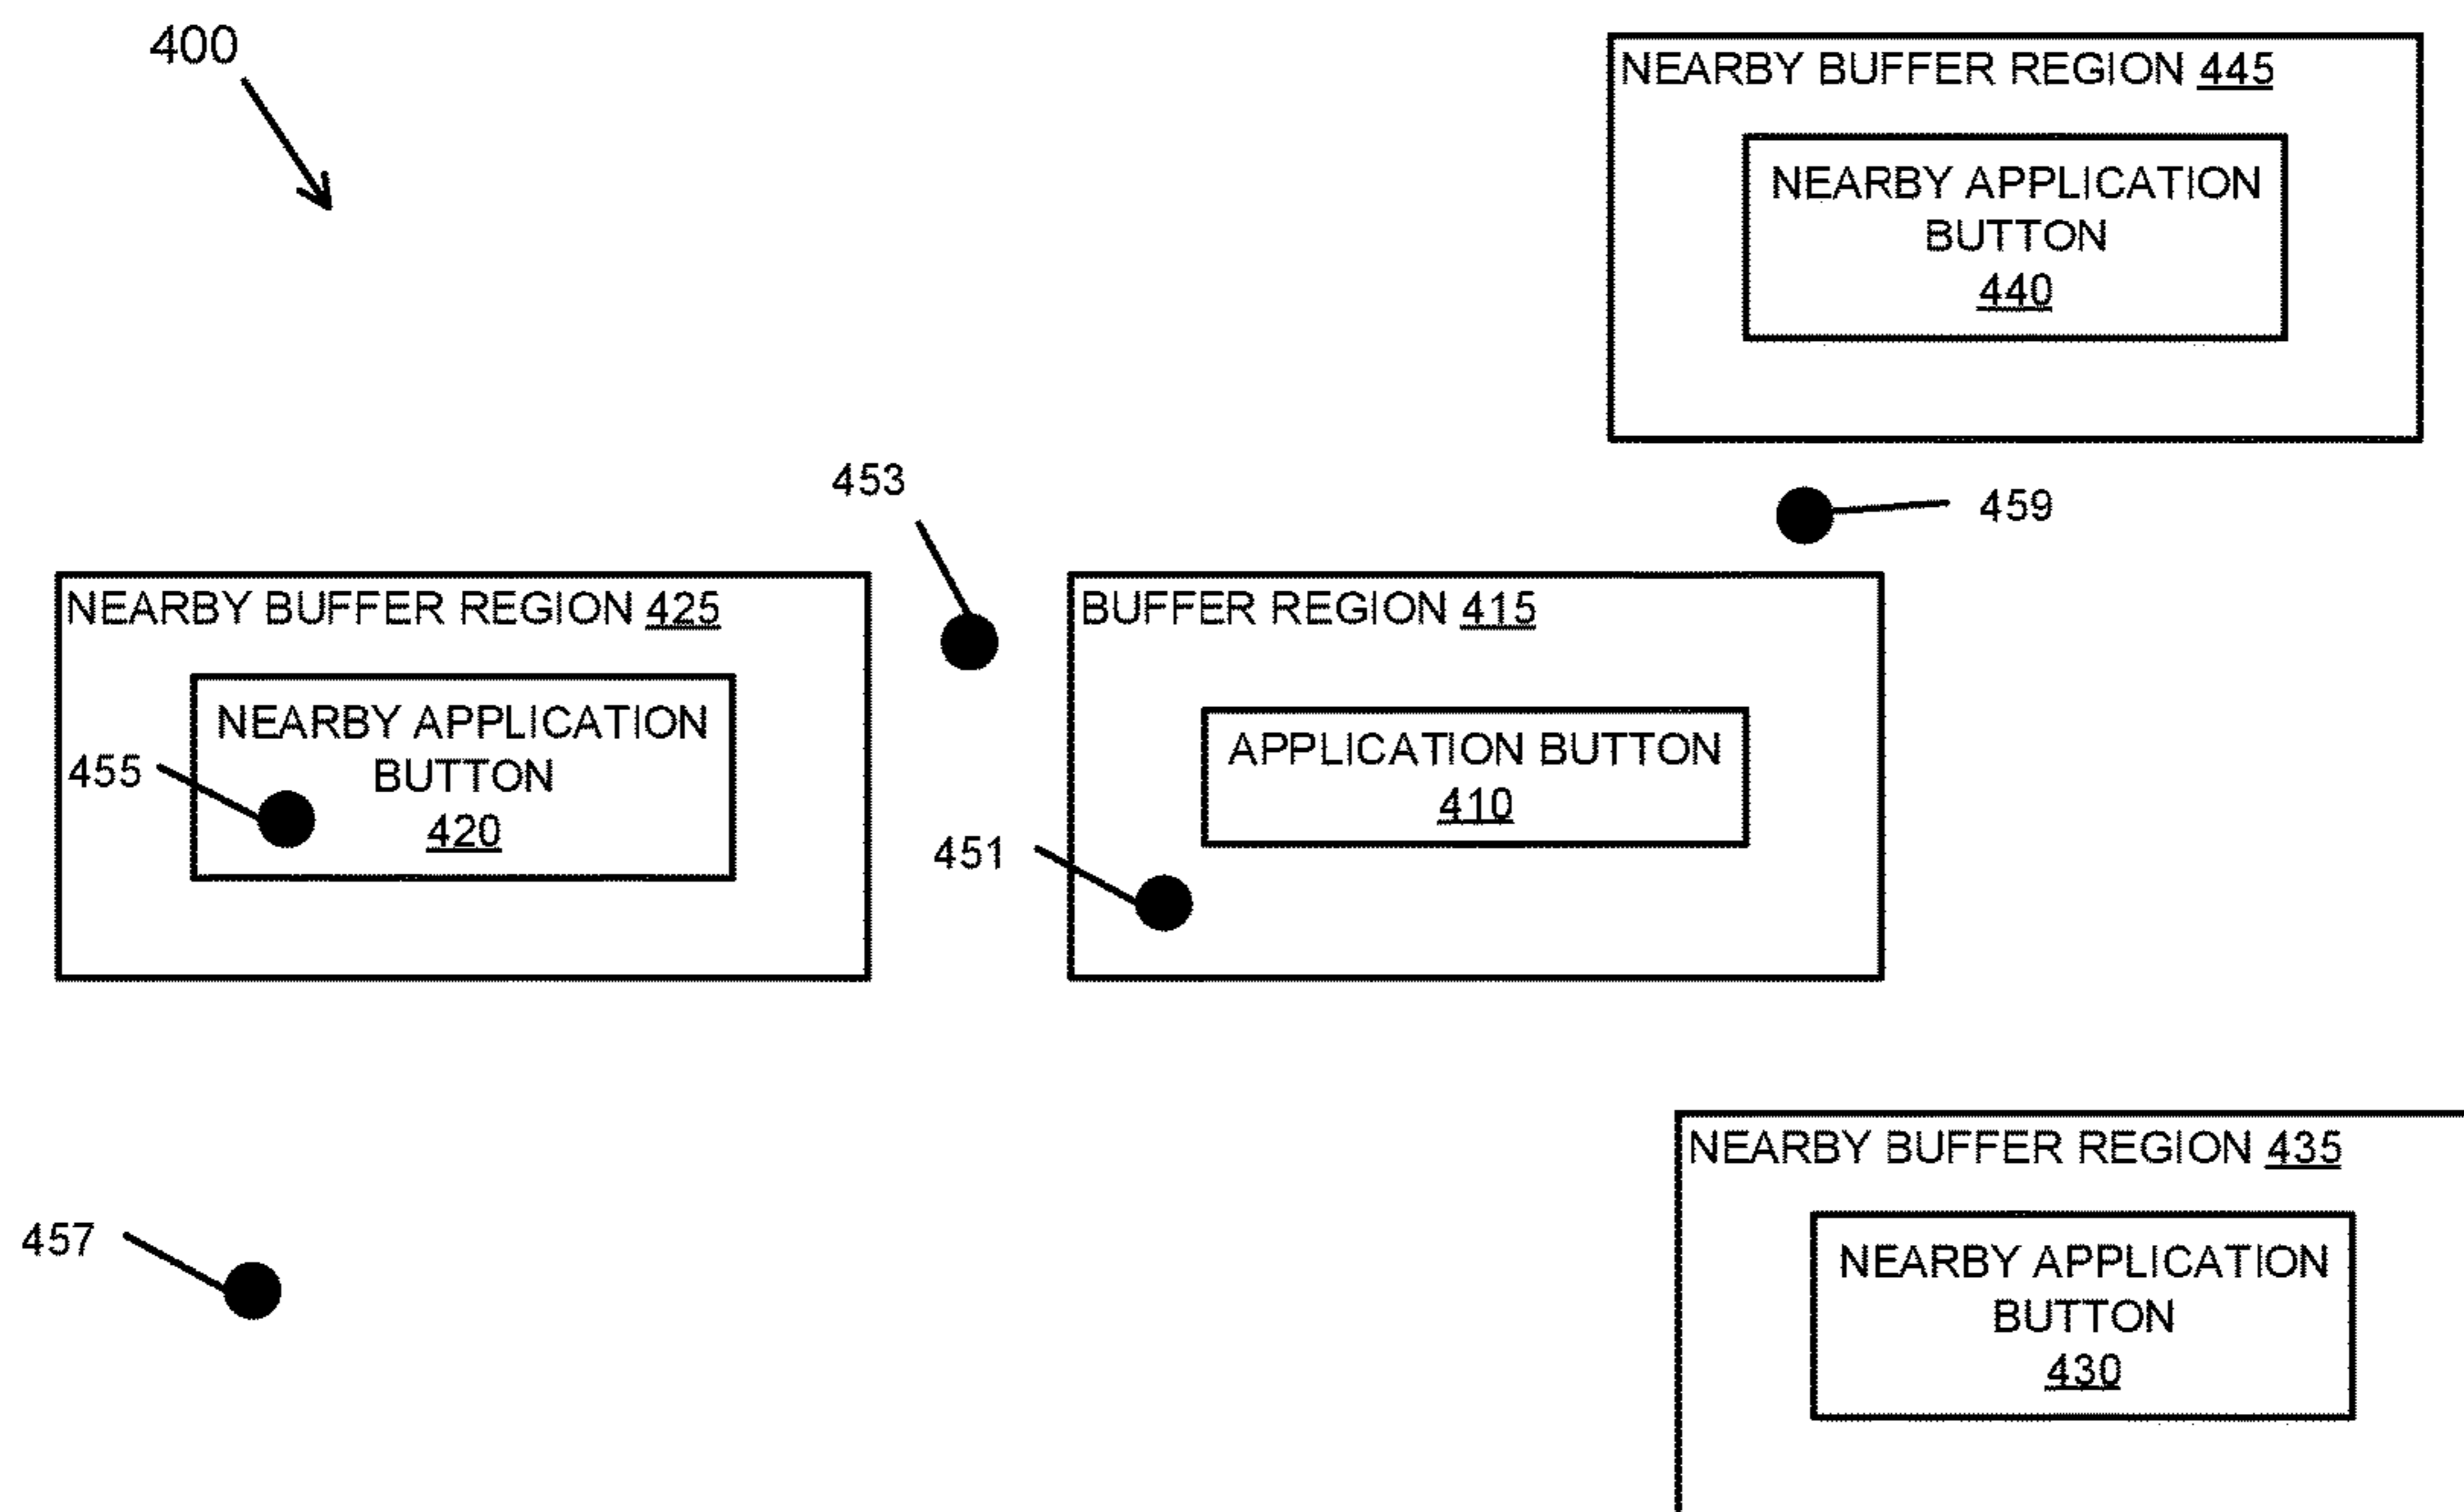 400
NEARBY BUFFER REGION 445
NEARBY APPLICATION
BUTTON
440
453
459
NEARBY BUFFER REGION 425
BUFFER REGION 415
NEARBY APPLICATION
BUTTON
420
455
APPLICATION BUTTON
410
451
NEARBY BUFFER REGION 435
NEARBY APPLICATION
BUTTON
430
457